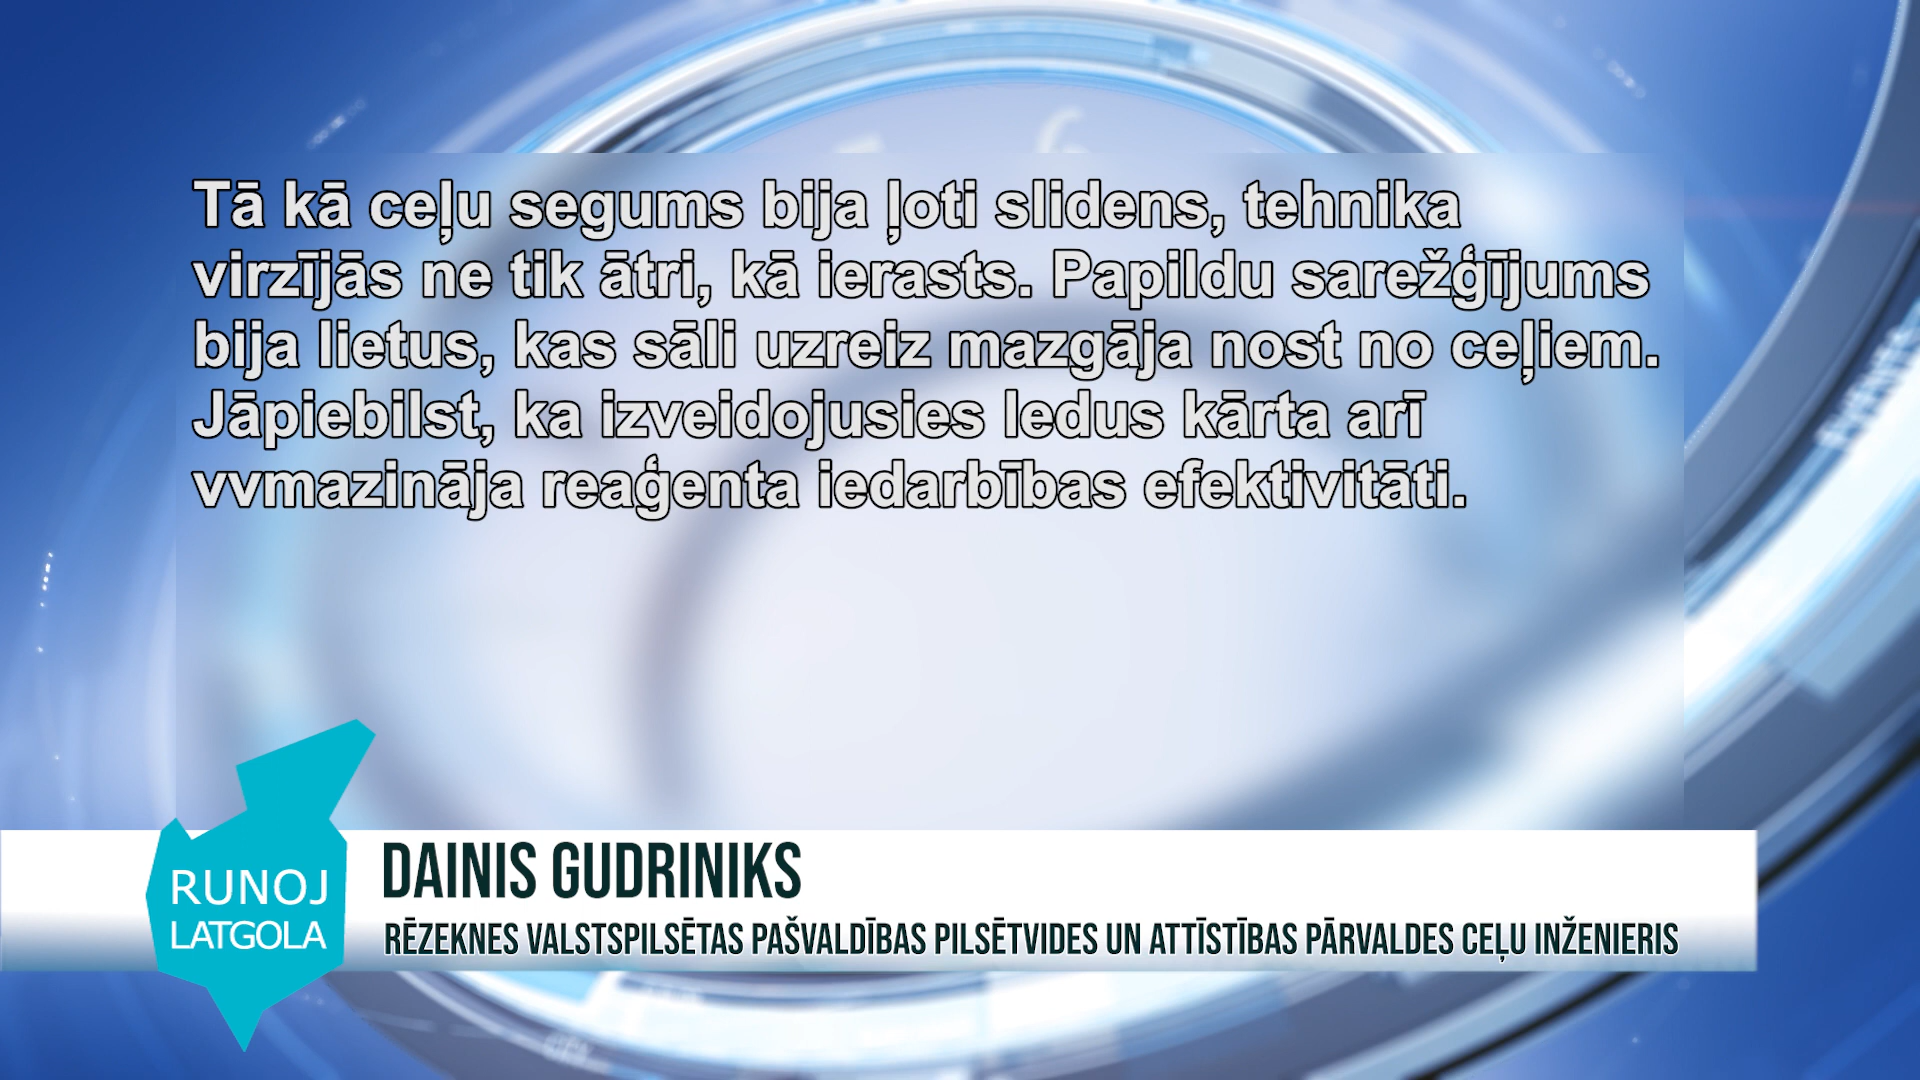 Tā kā ceļu segums bija ļoti slidens, tehnika
virzījās ne tik ātri, kā ierasts. Papildu sarežģījums
bija lietus, kas sāli uzreiz mazgāja nost no ceļiem.
Jāpiebilst, ka izveidojusies ledus kārta arī
vvmazināja reaģenta iedarbības efektivitāti.
RUNOJ
LATGOLA
DAINIS GUDRINIKS
RĒZEKNES VALSTSPILSĒTAS PAŠVALDĪBAS PILSĒTVIDES UN ATTĪSTĪBAS PĀRVALDES CEĻU INŽENIERIS